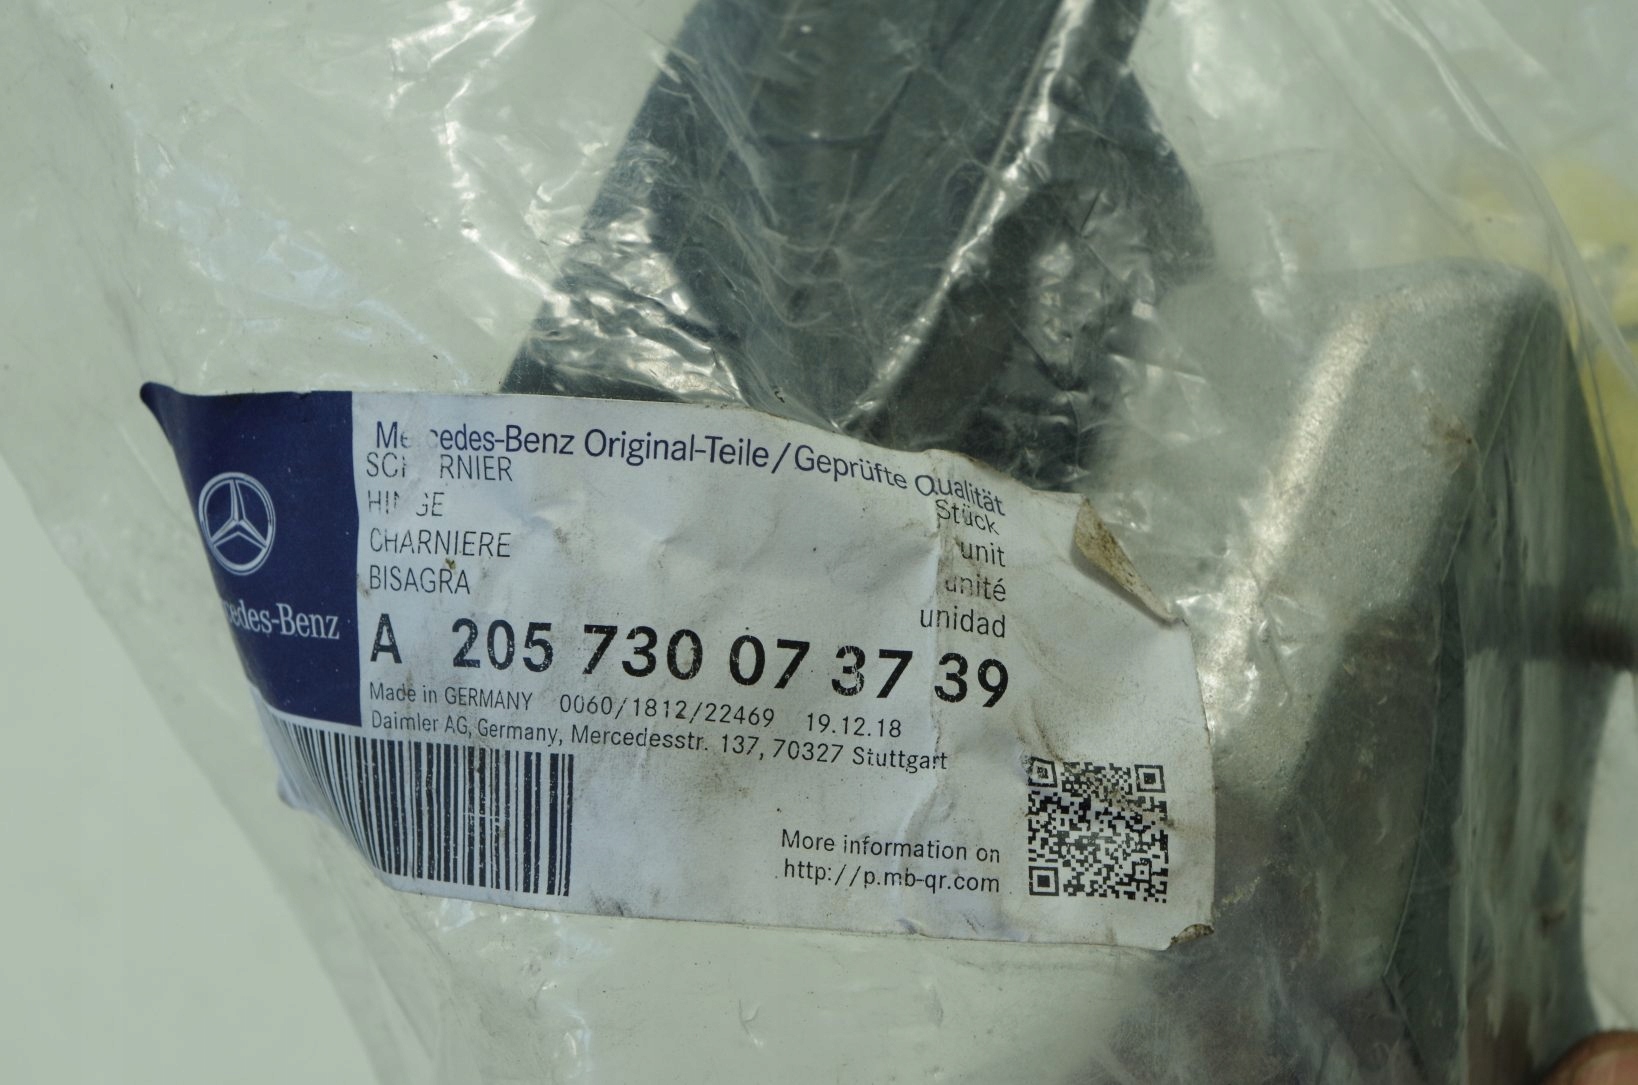 Mercedes-Benz Original-Teile/Geprüfte Qualität
SCHARNIER
HINGE
CHARNIERE
BISAGRA
Stück
unit
unité
unidad
cedes-Benz
A 205 730 07 37 39
Made in GERMANY 0060/1812/22469 19.12.18
Daimler AG, Germany, Mercedesstr. 137, 70327 Stuttgart
More information on
http://p.mb-qr.com